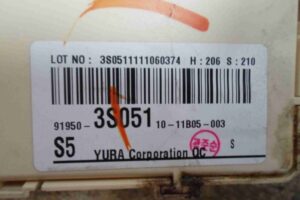 LOT NO : 3S0511111060374 H : 206 S : 210
91950- 3S051 10-11B05-003
S5 YURA Corporation QC S